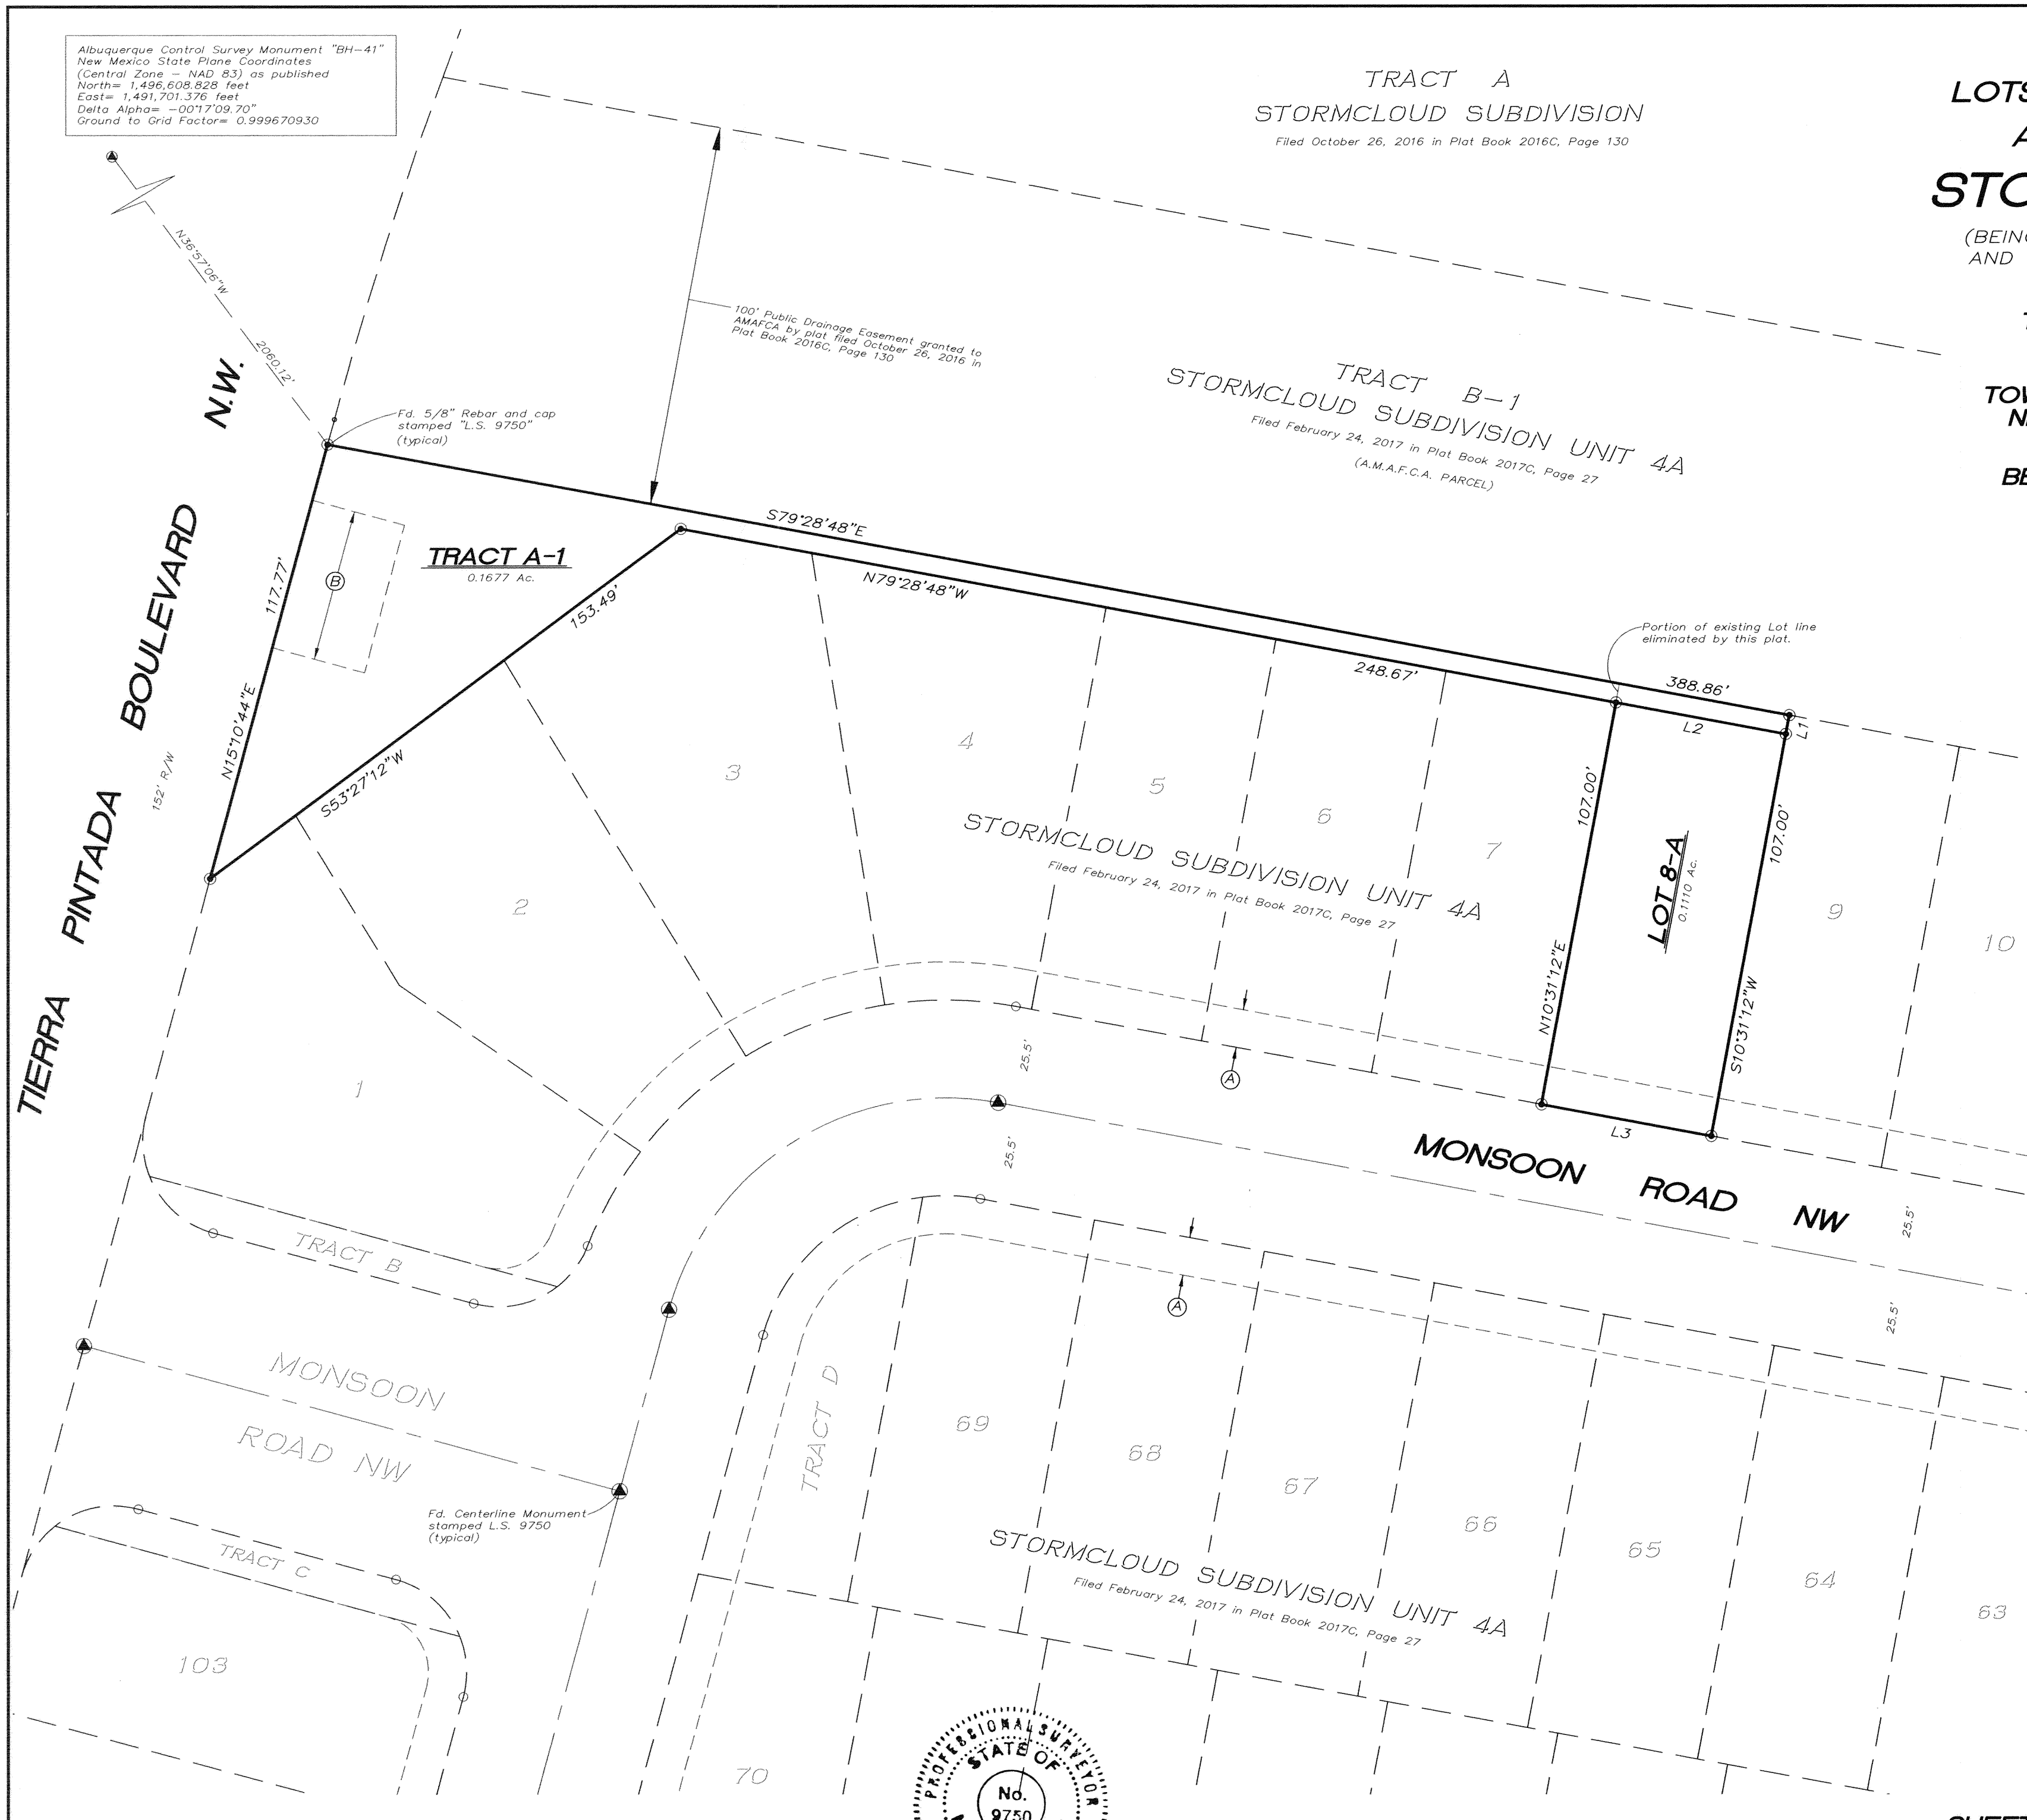 Albuquerque Control Survey Monument "BH-41"
New Mexico State Plane Coordinates
(Central Zone - NAD 83) as published
North= 1,496,608.828 feet
East= 1,491,701.376 feet
Delta Alpha= -00°17'09.70"
Ground to Grid Factor= 0.999670930
TRACT A
STORMCLOUD SUBDIVISION
Filed October 26, 2016 in Plat Book 2016C, Page 130
LOTS
A
STO
(BEING
AND
TOW
BE
N36°57'06"W
2060.12'
Fd. 5/8" Rebar and cap
stamped "L.S. 9750"
(typical)
100' Public Drainage Easement granted to
AMAFCA by plat filed October 26, 2016 in
Plat Book 2016C, Page 130
TRACT B-1
STORMCLOUD SUBDIVISION UNIT 4A
Filed February 24, 2017 in Plat Book 2017C, Page 27
(A.M.A.F.C.A. PARCEL)
TIERRA PINTADA BOULEVARD N.W.
152' R/W
117.77'
N15°10'44"E
B
TRACT A-1
0.1677 Ac.
153.49'
S53°27'12"W
S79°28'48"E
N79°28'48"W
248.67'
388.86'
Portion of existing Lot line
eliminated by this plat.
L2
L1
1
2
3
4
5
6
7
9
10
STORMCLOUD SUBDIVISION UNIT 4A
Filed February 24, 2017 in Plat Book 2017C, Page 27
107.00'
N10°31'12"E
LOT 8-A
0.1110 Ac.
107.00'
S10°31'12"W
L3
A
25.5'
25.5'
MONSOON ROAD NW
25.5'
25.5'
A
TRACT B
MONSOON
ROAD NW
Fd. Centerline Monument
stamped L.S. 9750
(typical)
TRACT C
103
TRACT D
69
68
67
66
65
64
63
STORMCLOUD SUBDIVISION UNIT 4A
Filed February 24, 2017 in Plat Book 2017C, Page 27
70
PROFESSIONAL SURVEYOR
STATE OF
No.
9750